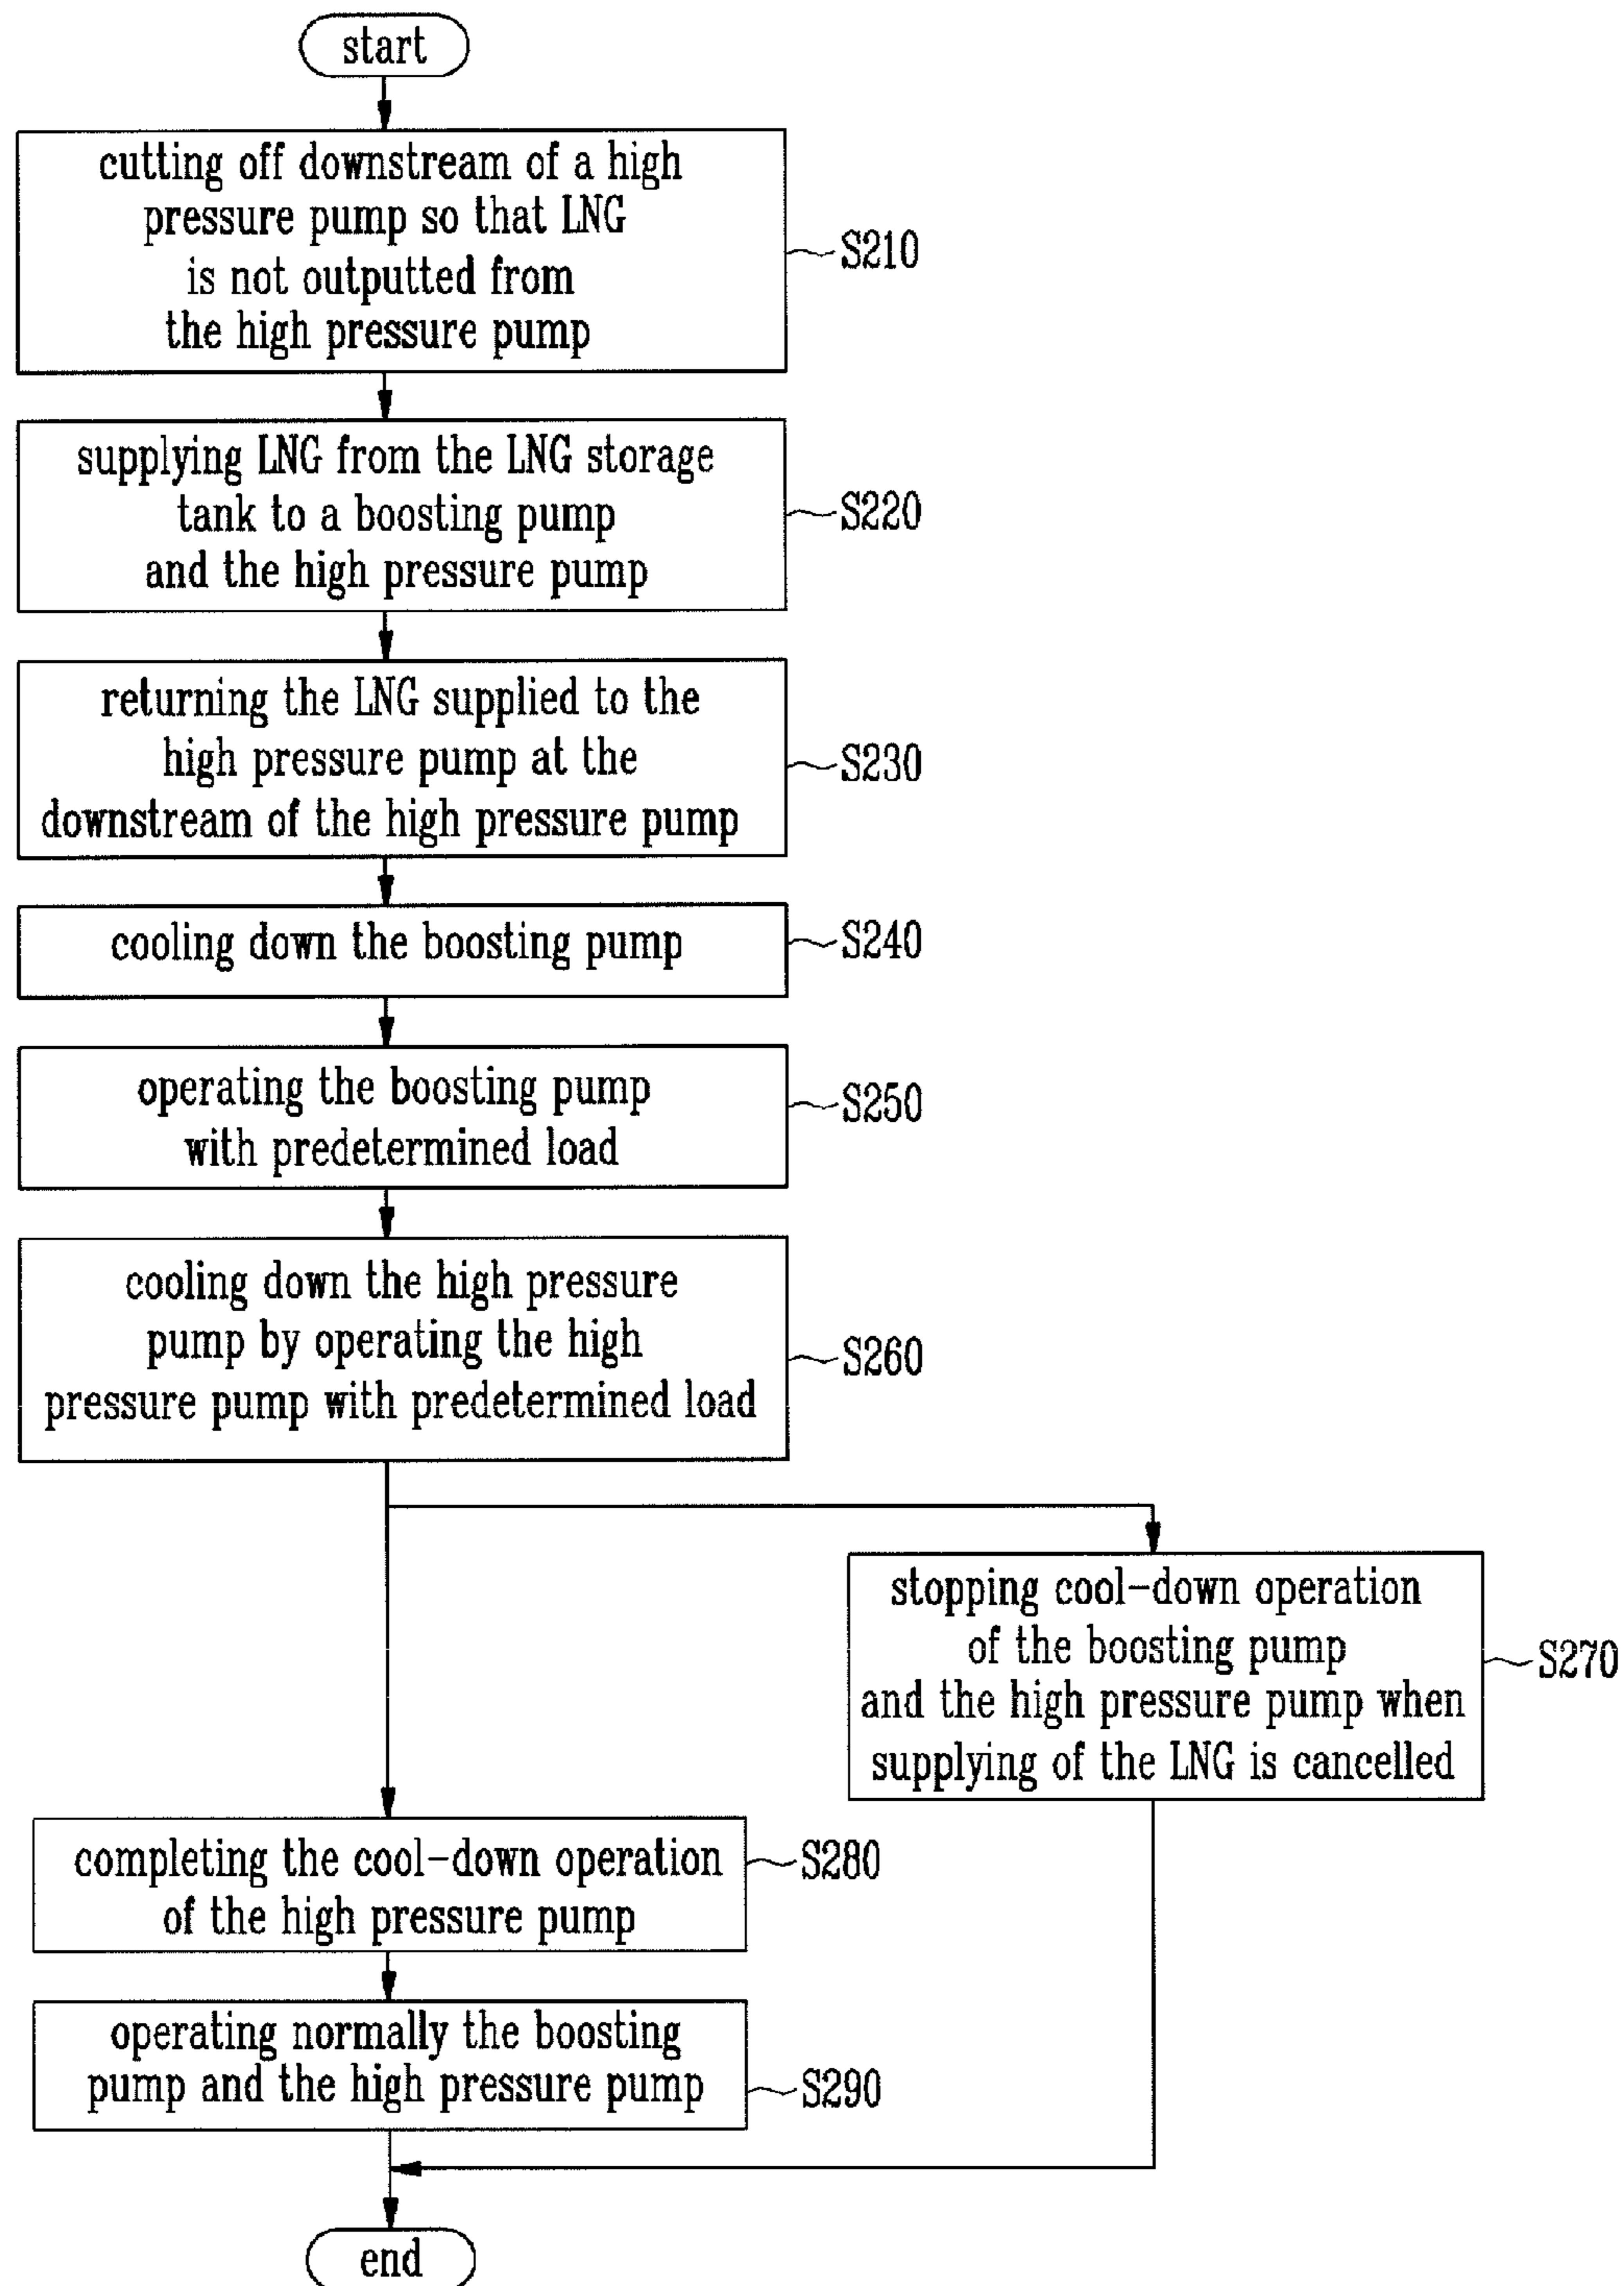 start
cutting off downstream of a high
pressure pump so that LNG
is not outputted from
the high pressure pump
S210
supplying LNG from the LNG storage
tank to a boosting pump
and the high pressure pump
S220
returning the LNG supplied to the
high pressure pump at the
downstream of the high pressure pump
S230
cooling down the boosting pump
S240
operating the boosting pump
with predetermined load
S250
cooling down the high pressure
pump by operating the high
pressure pump with predetermined load
S260
stopping cool-down operation
of the boosting pump
and the high pressure pump when
supplying of the LNG is cancelled
S270
completing the cool-down operation
of the high pressure pump
S280
operating normally the boosting
pump and the high pressure pump
S290
end